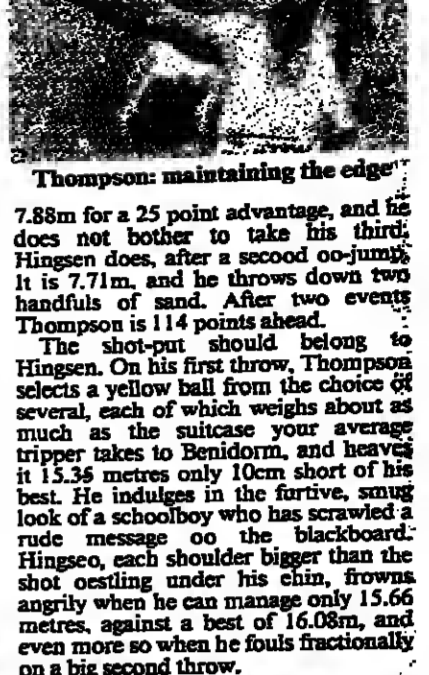 Thompson: maintaining the edge
7.88m for a 25 point advantage, and he
does not bother to take his third.
Hingsen does, after a secood oo-jump.
It is 7.71m, and he throws down two
handfuls of sand. After two events
Thompson is 114 points ahead.
The shot-put should belong to
Hingsen. On his first throw, Thompson
selects a yellow ball from the choice of
several, each of which weighs about as
much as the suitcase your average
tripper takes to Benidorm, and heaves
it 15.35 metres only 10cm short of his
best. He indulges in the furtive, smug
look of a schoolboy who has scrawled a
rude message oo the blackboard.
Hingseo, each shoulder bigger than the
shot oestling under his chin, frowns
angrily when he can manage only 15.66
metres, against a best of 16.08m, and
even more so when he fouls fractionally
on a big second throw.